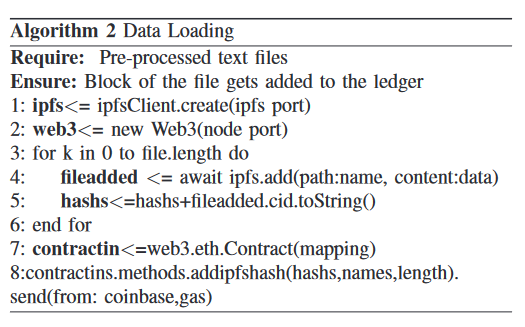 Algorithm 2 Data Loading
Require: Pre-processed text files
Ensure: Block of the file gets added to the ledger
1: ipfs<= ipfsClient.create(ipfs port)
2: web3<= new Web3(node port)
3: for k in 0 to file.length do
4: fileadded <= await ipfs.add(path:name, content:data)
5: hashs<=hashs+fileadded.cid.toString()
6: end for
7: contractin<=web3.eth.Contract(mapping)
8:contractins.methods.addipfshash(hashs,names,length).
send(from: coinbase,gas)